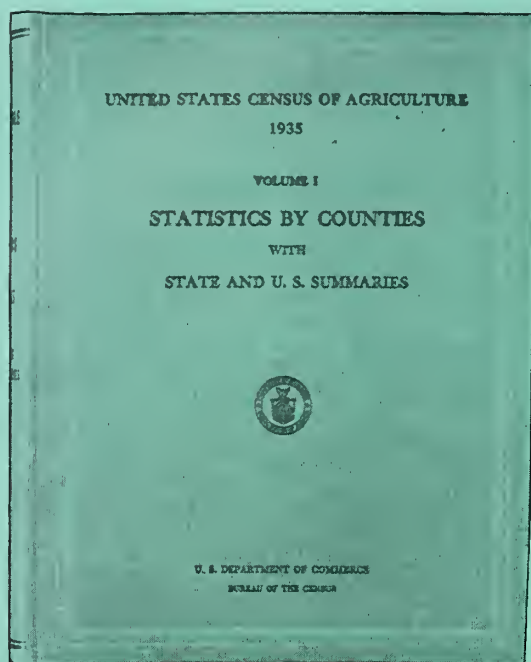 UNITED STATES CENSUS OF AGRICULTURE
1935
VOLUME I
STATISTICS BY COUNTIES
WITH
STATE AND U. S. SUMMARIES
U. S. DEPARTMENT OF COMMERCE
BUREAU OF THE CENSUS